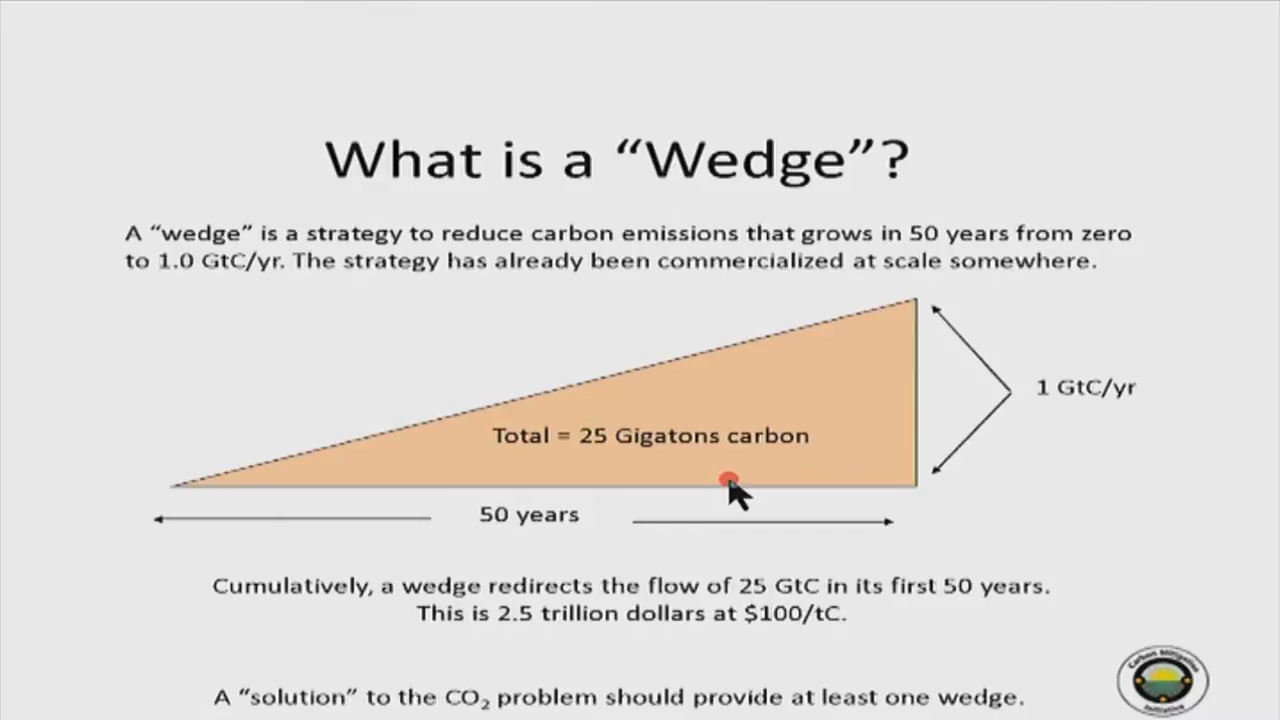 What is a “Wedge”?
A “wedge” is a strategy to reduce carbon emissions that grows in 50 years from zero
to 1.0 GtC/yr. The strategy has already been commercialized at scale somewhere.
1 GtC/yr
Total = 25 Gigatons carbon
50 years
Cumulatively, a wedge redirects the flow of 25 GtC in its first 50 years.
This is 2.5 trillion dollars at $100/tC.
A “solution” to the CO₂ problem should provide at least one wedge.
Carbon Mitigation
Initiative